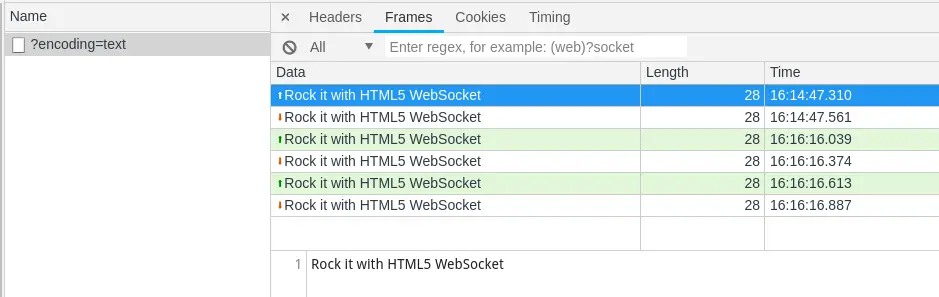 Name
× Headers Frames Cookies Timing
?encoding=text
All ▼ Enter regex, for example: (web)?socket
Data Length Time
⬆Rock it with HTML5 WebSocket 28 16:14:47.310
⬇Rock it with HTML5 WebSocket 28 16:14:47.561
⬆Rock it with HTML5 WebSocket 28 16:16:16.039
⬇Rock it with HTML5 WebSocket 28 16:16:16.374
⬆Rock it with HTML5 WebSocket 28 16:16:16.613
⬇Rock it with HTML5 WebSocket 28 16:16:16.887
1 Rock it with HTML5 WebSocket